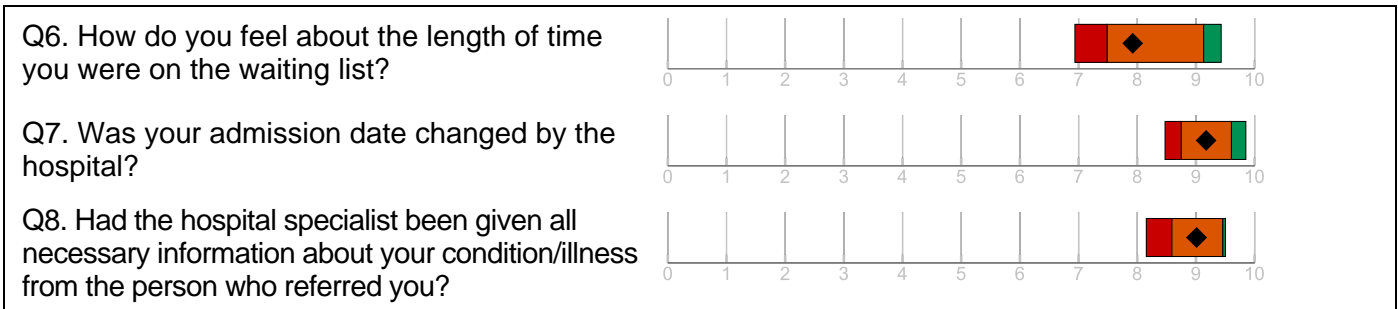 Q6. How do you feel about the length of time
you were on the waiting list?
0 1 2 3 4 5 6 7 8 9 10
Q7. Was your admission date changed by the
hospital?
0 1 2 3 4 5 6 7 8 9 10
Q8. Had the hospital specialist been given all
necessary information about your condition/illness
from the person who referred you?
0 1 2 3 4 5 6 7 8 9 10